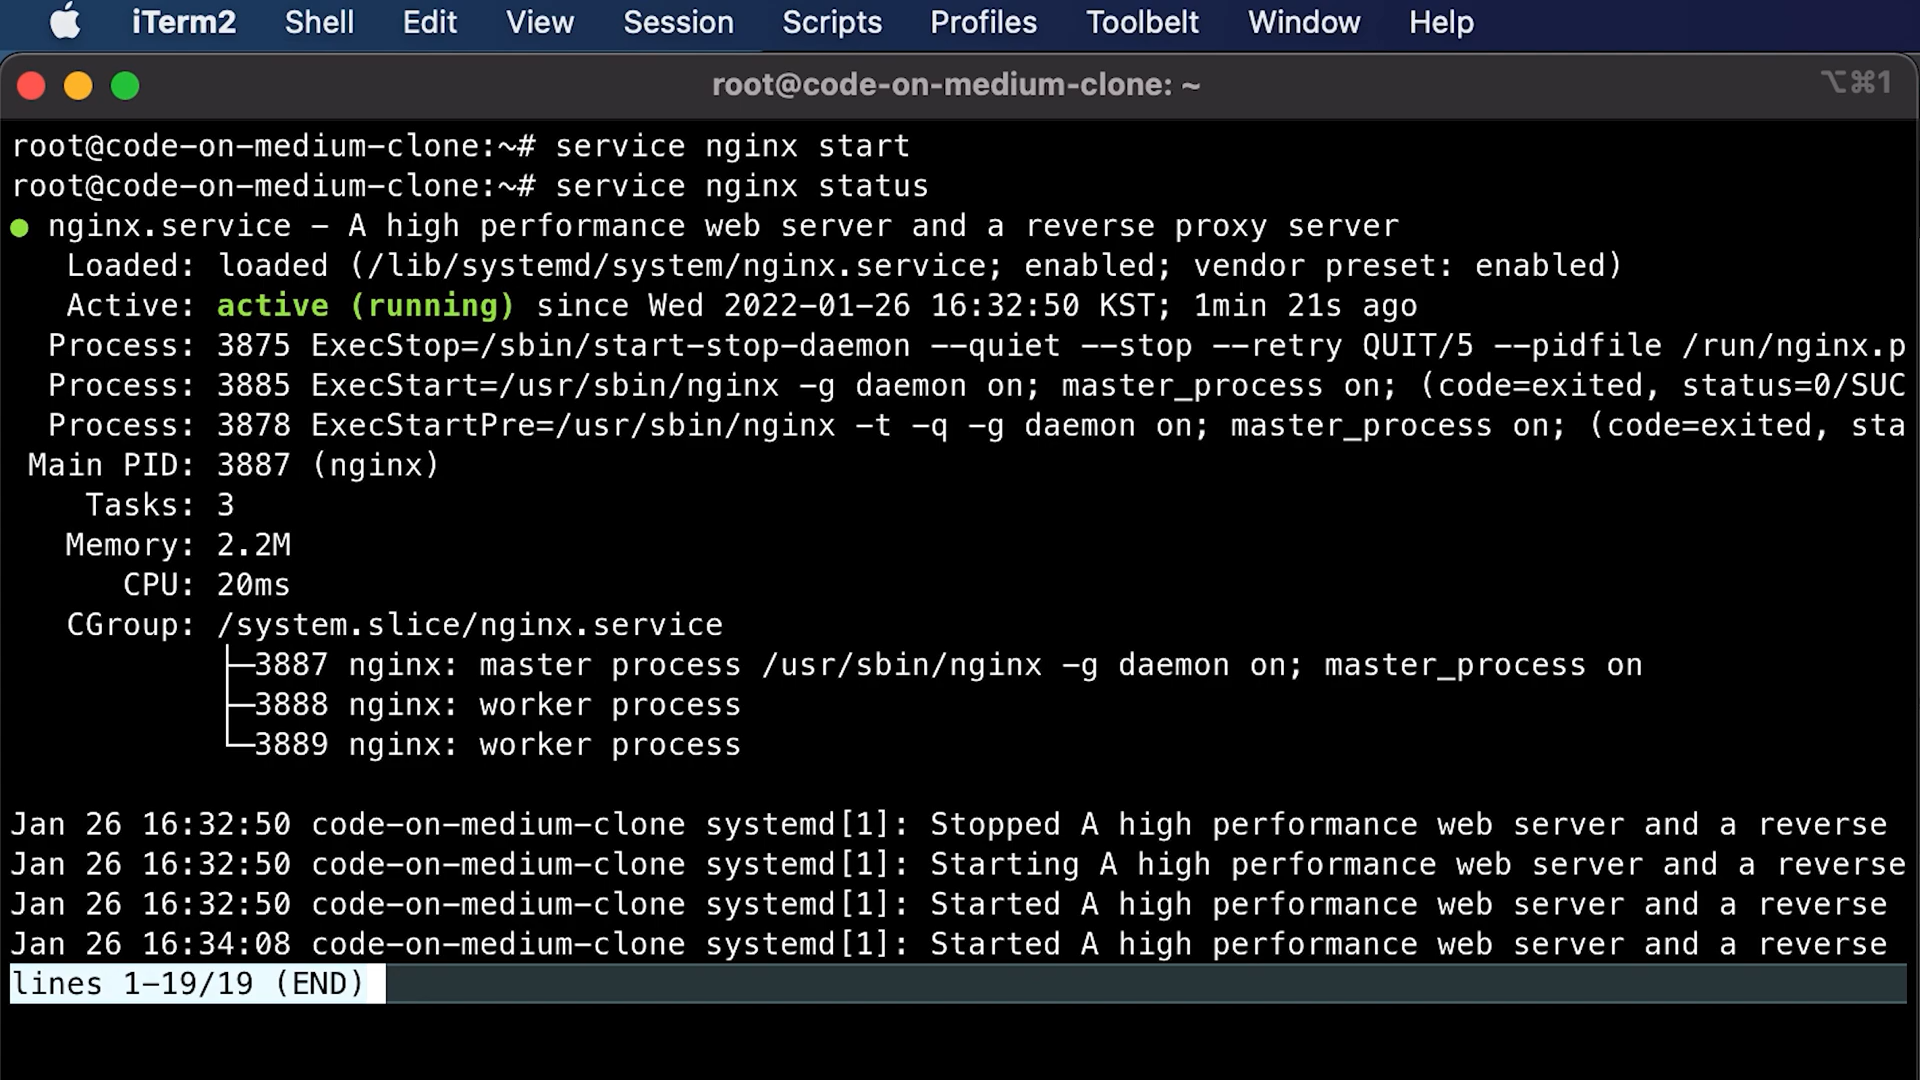 iTerm2 Shell Edit View Session Scripts Profiles Toolbelt Window Help
root@code-on-medium-clone: ~ ⌥⌘1
root@code-on-medium-clone:~# service nginx start
root@code-on-medium-clone:~# service nginx status
● nginx.service - A high performance web server and a reverse proxy server
Loaded: loaded (/lib/systemd/system/nginx.service; enabled; vendor preset: enabled)
Active: active (running) since Wed 2022-01-26 16:32:50 KST; 1min 21s ago
Process: 3875 ExecStop=/sbin/start-stop-daemon --quiet --stop --retry QUIT/5 --pidfile /run/nginx.p
Process: 3885 ExecStart=/usr/sbin/nginx -g daemon on; master_process on; (code=exited, status=0/SUC
Process: 3878 ExecStartPre=/usr/sbin/nginx -t -q -g daemon on; master_process on; (code=exited, sta
Main PID: 3887 (nginx)
Tasks: 3
Memory: 2.2M
CPU: 20ms
CGroup: /system.slice/nginx.service
├─3887 nginx: master process /usr/sbin/nginx -g daemon on; master_process on
├─3888 nginx: worker process
└─3889 nginx: worker process
Jan 26 16:32:50 code-on-medium-clone systemd[1]: Stopped A high performance web server and a reverse
Jan 26 16:32:50 code-on-medium-clone systemd[1]: Starting A high performance web server and a reverse
Jan 26 16:32:50 code-on-medium-clone systemd[1]: Started A high performance web server and a reverse
Jan 26 16:34:08 code-on-medium-clone systemd[1]: Started A high performance web server and a reverse
lines 1-19/19 (END)